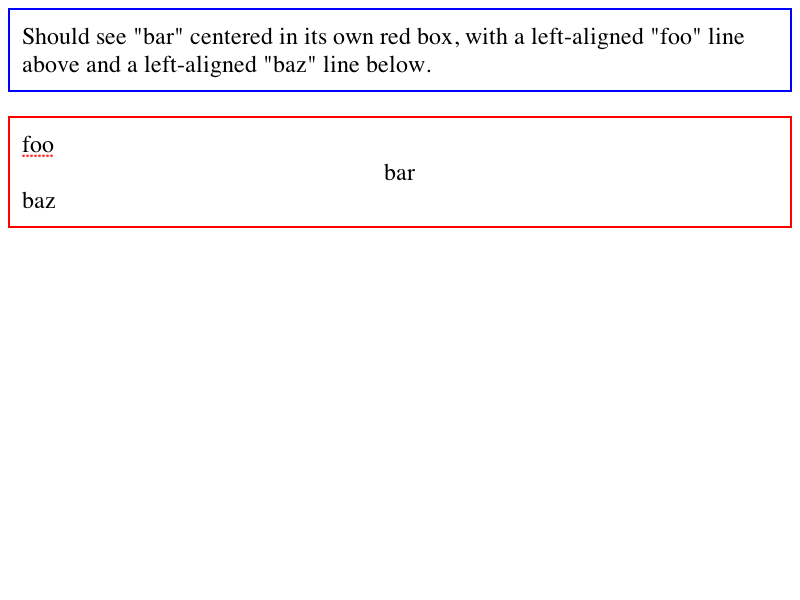 Should see "bar" centered in its own red box, with a left-aligned "foo" line
above and a left-aligned "baz" line below.
foo
bar
baz